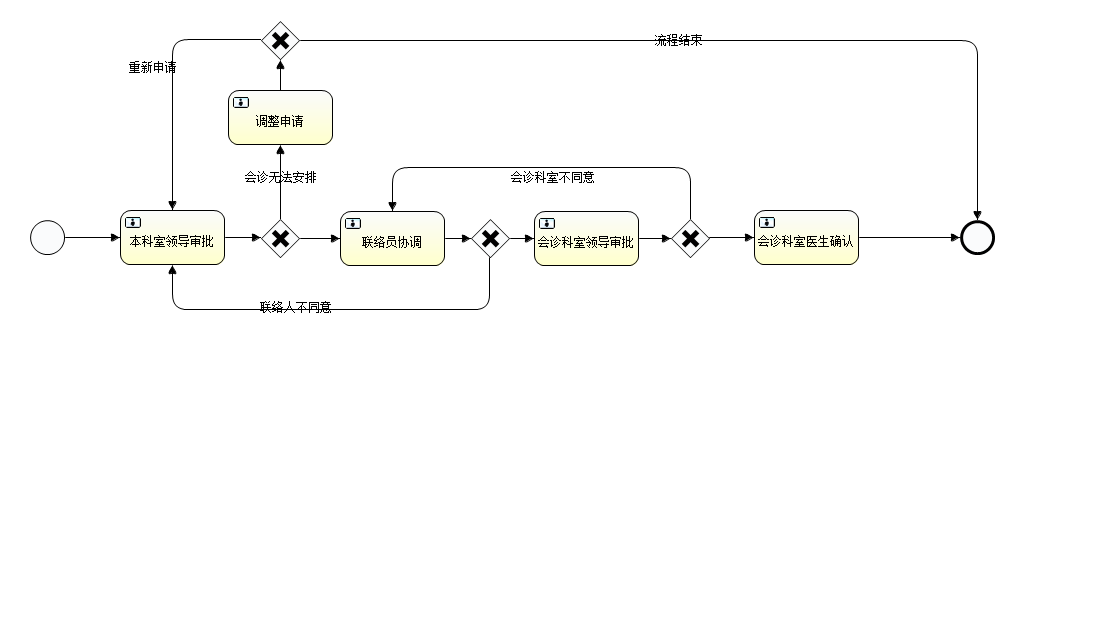 流程结束
重新申请
调整申请
会诊无法安排
会诊科室不同意
本科室领导审批
联络员协调
会诊科室领导审批
会诊科室医生确认
联络人不同意